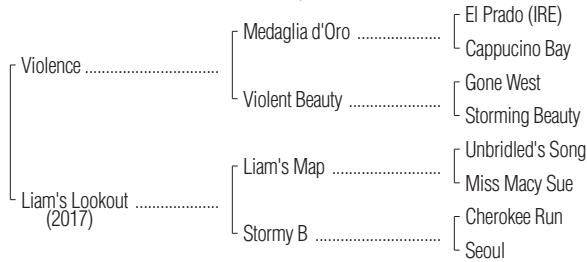 El Prado (IRE)
Medaglia d'Oro ....................
Cappucino Bay
Violence ................................
Gone West
Violent Beauty ......................
Storming Beauty
Unbridled's Song
Liam's Map ..........................
Miss Macy Sue
Liam's Lookout ....................
(2017)
Cherokee Run
Stormy B ..............................
Seoul